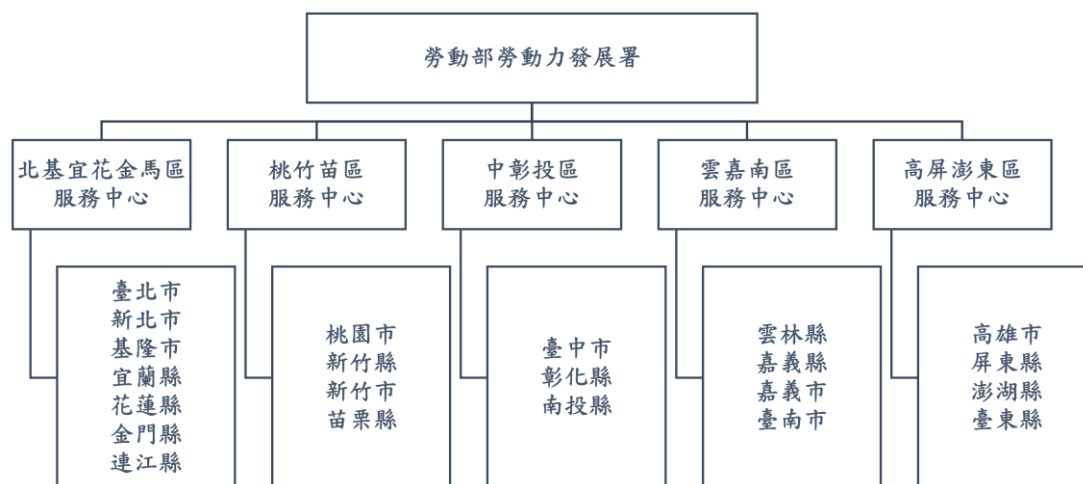 勞動部勞動力發展署
北基宜花金馬區
服務中心
桃竹苗區
服務中心
中彰投區
服務中心
雲嘉南區
服務中心
高屏澎東區
服務中心
臺北市
新北市
基隆市
宜蘭縣
花蓮縣
金門縣
連江縣
桃園市
新竹縣
新竹市
苗栗縣
臺中市
彰化縣
南投縣
雲林縣
嘉義縣
嘉義市
臺南市
高雄市
屏東縣
澎湖縣
臺東縣